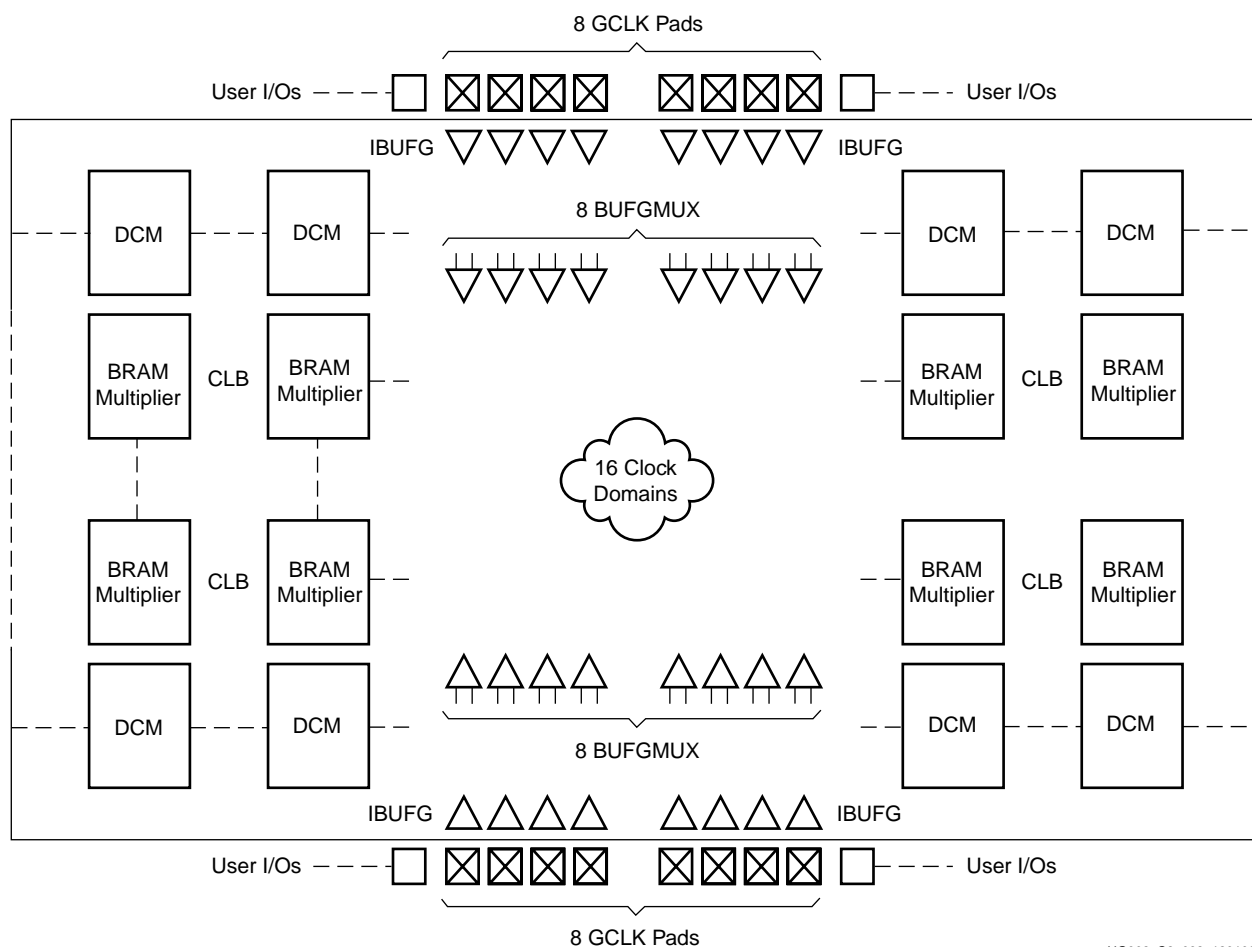 8 GCLK Pads
User I/Os
User I/Os
IBUFG
IBUFG
8 BUFGMUX
DCM
DCM
DCM
DCM
BRAM
Multiplier
CLB
BRAM
Multiplier
BRAM
Multiplier
CLB
BRAM
Multiplier
16 Clock
Domains
BRAM
Multiplier
CLB
BRAM
Multiplier
BRAM
Multiplier
CLB
BRAM
Multiplier
DCM
DCM
DCM
DCM
8 BUFGMUX
IBUFG
IBUFG
User I/Os
User I/Os
8 GCLK Pads